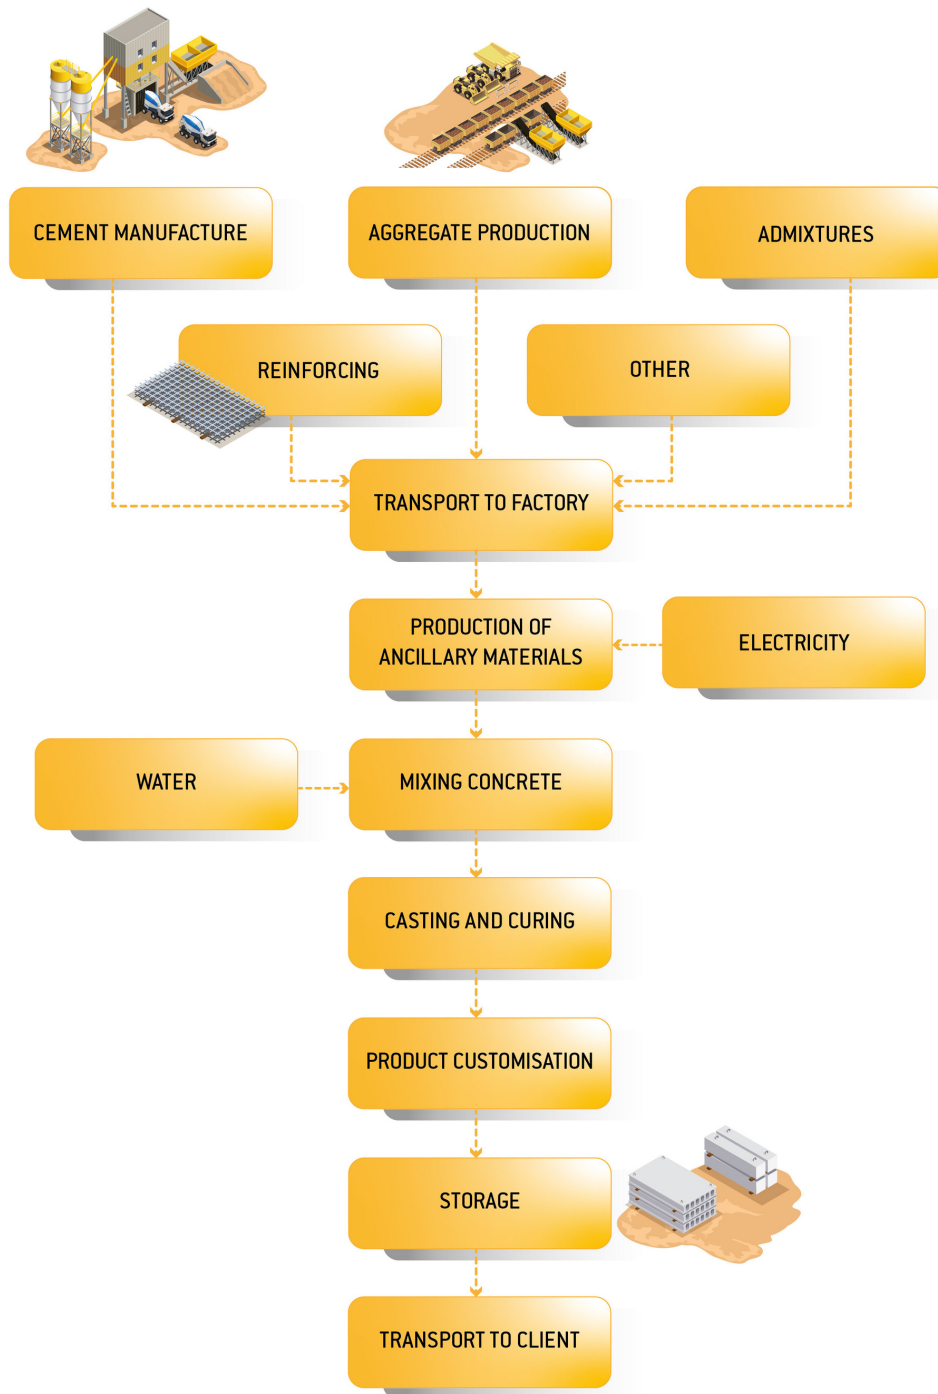 CEMENT MANUFACTURE
AGGREGATE PRODUCTION
ADMIXTURES
REINFORCING
OTHER
TRANSPORT TO FACTORY
PRODUCTION OF
ANCILLARY MATERIALS
ELECTRICITY
WATER
MIXING CONCRETE
CASTING AND CURING
PRODUCT CUSTOMISATION
STORAGE
TRANSPORT TO CLIENT